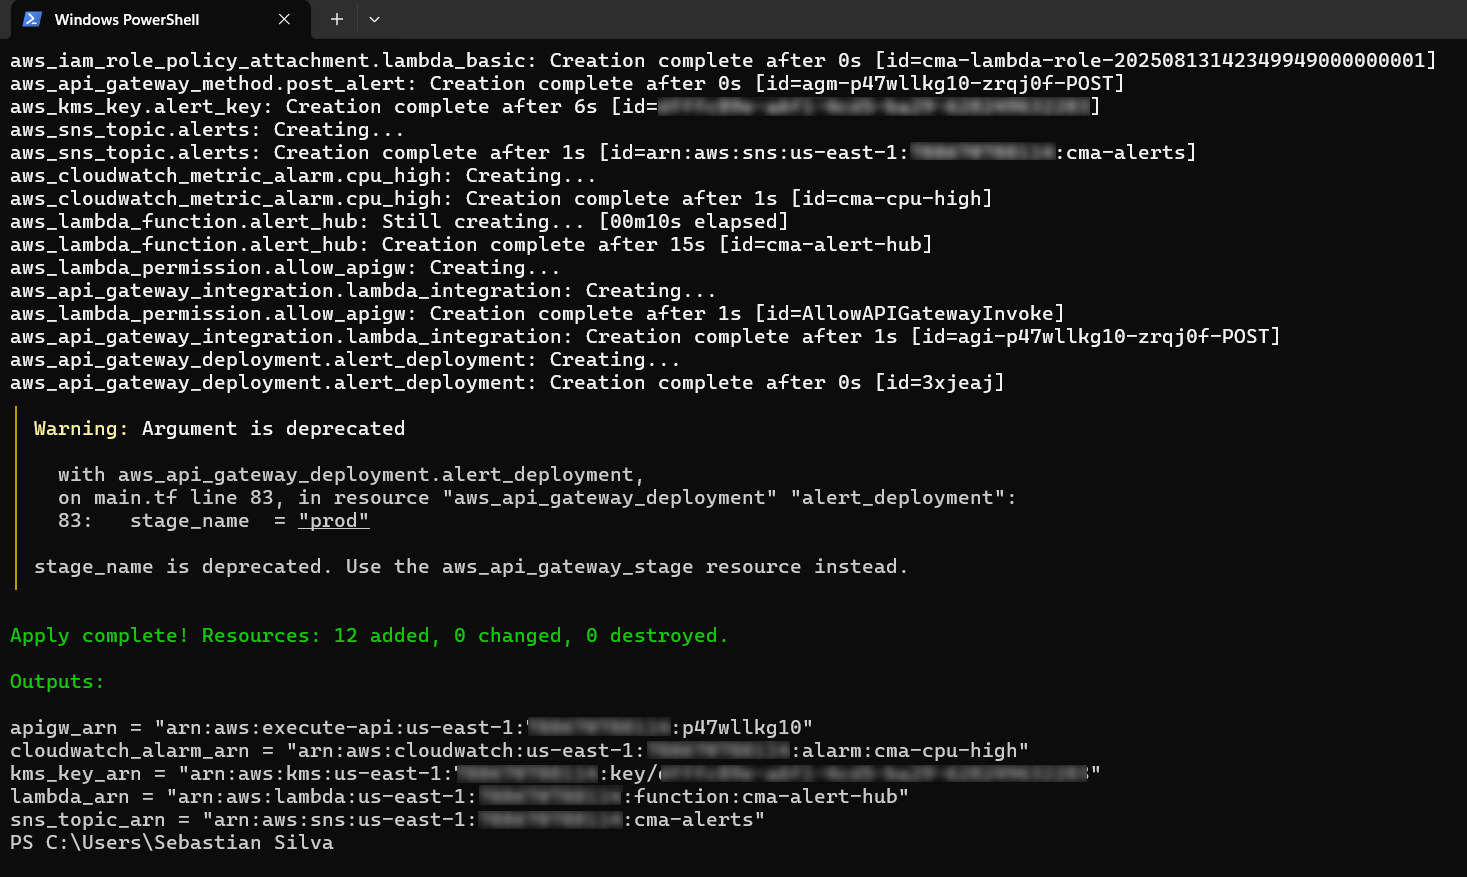 Windows PowerShell
aws_iam_role_policy_attachment.lambda_basic: Creation complete after 0s [id=cma-lambda-role-20250813142349949000000001]
aws_api_gateway_method.post_alert: Creation complete after 0s [id=agm-p47wllkg10-zrqj0f-POST]
aws_kms_key.alert_key: Creation complete after 6s [id=]
aws_sns_topic.alerts: Creating...
aws_sns_topic.alerts: Creation complete after 1s [id=arn:aws:sns:us-east-1::cma-alerts]
aws_cloudwatch_metric_alarm.cpu_high: Creating...
aws_cloudwatch_metric_alarm.cpu_high: Creation complete after 1s [id=cma-cpu-high]
aws_lambda_function.alert_hub: Still creating... [00m10s elapsed]
aws_lambda_function.alert_hub: Creation complete after 15s [id=cma-alert-hub]
aws_lambda_permission.allow_apigw: Creating...
aws_api_gateway_integration.lambda_integration: Creating...
aws_lambda_permission.allow_apigw: Creation complete after 1s [id=AllowAPIGatewayInvoke]
aws_api_gateway_integration.lambda_integration: Creation complete after 1s [id=agi-p47wllkg10-zrqj0f-POST]
aws_api_gateway_deployment.alert_deployment: Creating...
aws_api_gateway_deployment.alert_deployment: Creation complete after 0s [id=3xjeaj]
Warning: Argument is deprecated
with aws_api_gateway_deployment.alert_deployment,
on main.tf line 83, in resource "aws_api_gateway_deployment" "alert_deployment":
83:   stage_name  = "prod"
stage_name is deprecated. Use the aws_api_gateway_stage resource instead.
Apply complete! Resources: 12 added, 0 changed, 0 destroyed.
Outputs:
apigw_arn = "arn:aws:execute-api:us-east-1::p47wllkg10"
cloudwatch_alarm_arn = "arn:aws:cloudwatch:us-east-1::alarm:cma-cpu-high"
kms_key_arn = "arn:aws:kms:us-east-1::key/"
lambda_arn = "arn:aws:lambda:us-east-1::function:cma-alert-hub"
sns_topic_arn = "arn:aws:sns:us-east-1::cma-alerts"
PS C:\Users\Sebastian Silva